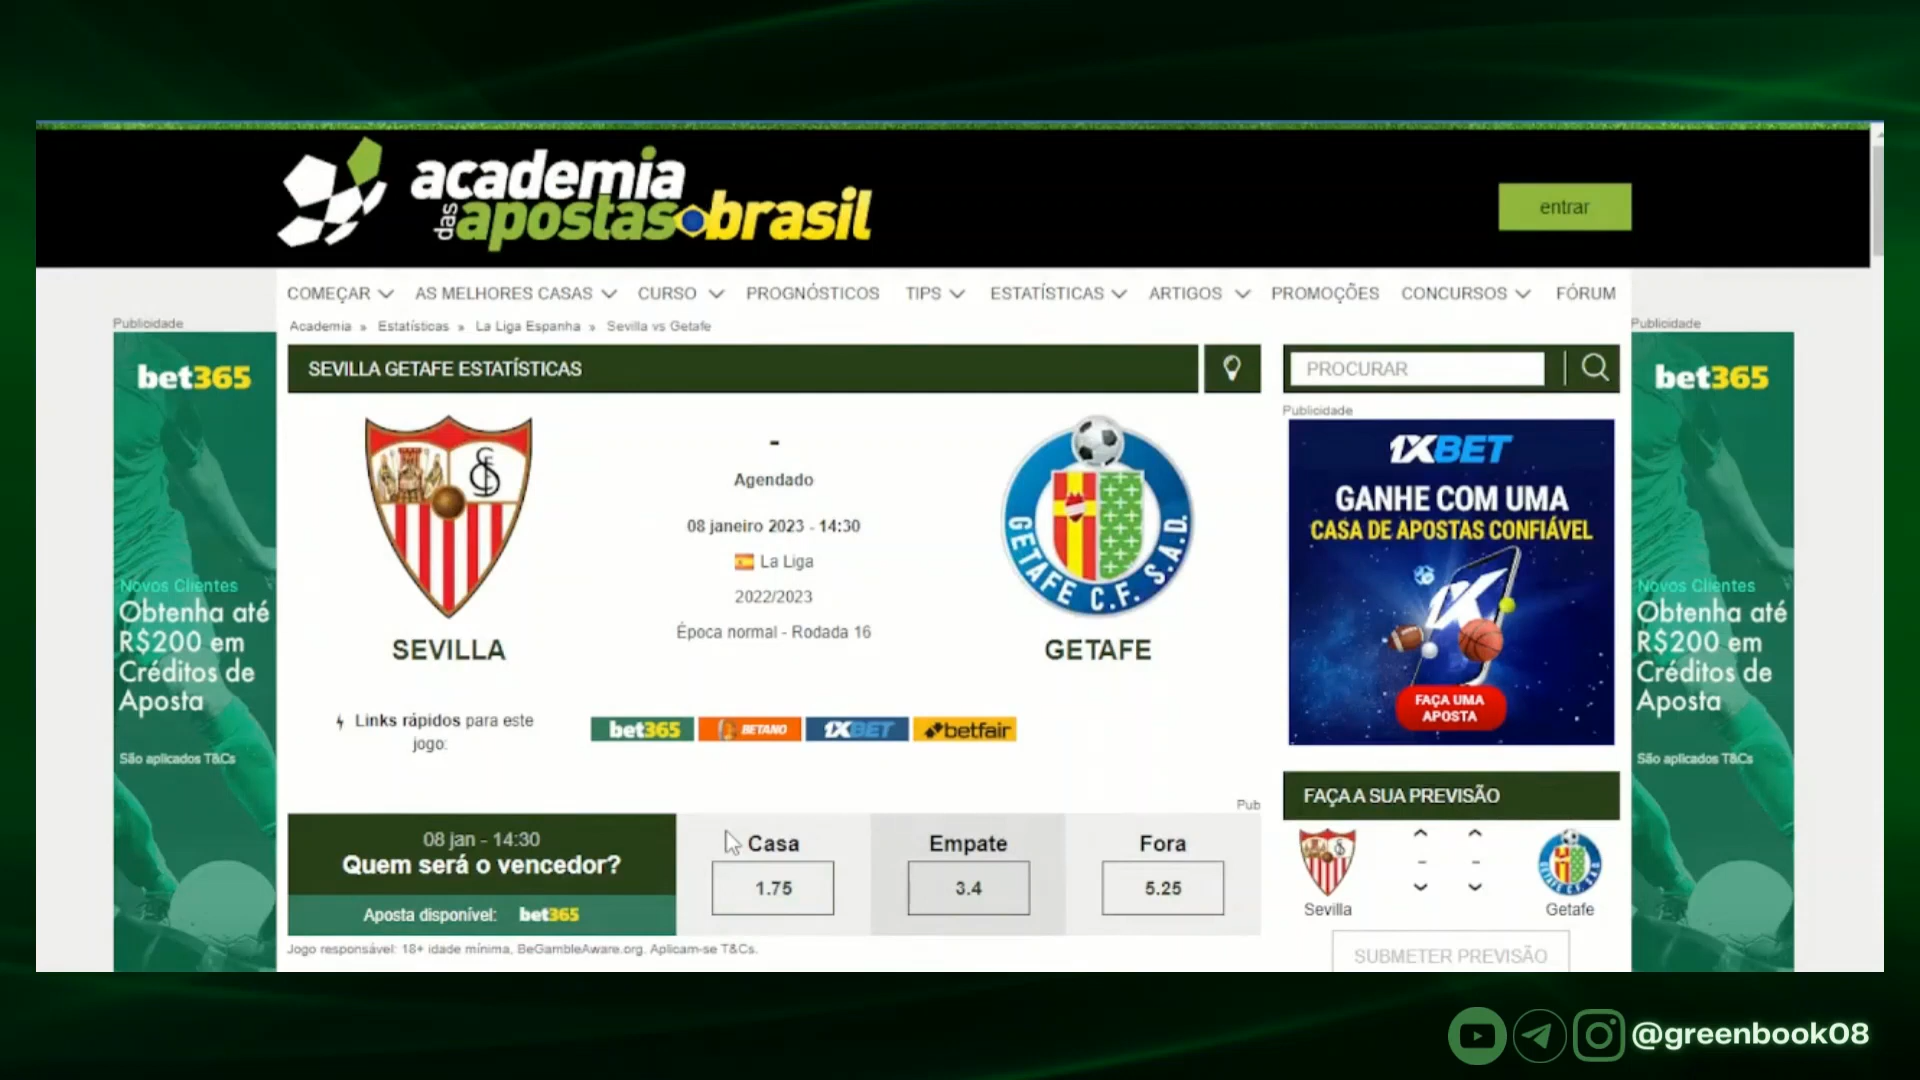 academia
das apostas brasil
entrar
COMEÇAR AS MELHORES CASAS CURSO PROGNÓSTICOS TIPS ESTATÍSTICAS ARTIGOS PROMOÇÕES CONCURSOS FÓRUM
Academia » Estatísticas » La Liga Espanha » Sevilla vs Getafe
Publicidade
bet365
Novos Clientes
Obtenha até
R$200 em
Créditos de
Aposta
São aplicados T&Cs
SEVILLA GETAFE ESTATÍSTICAS
-
Agendado
08 janeiro 2023 - 14:30
La Liga
2022/2023
Época normal - Rodada 16
SEVILLA
GETAFE C.F. S.A.D.
GETAFE
Links rápidos para este
jogo:
bet365 BETANO 1XBET betfair
Pub
08 jan - 14:30
Quem será o vencedor?
Aposta disponível: bet365
Casa Empate Fora
1.75 3.4 5.25
Jogo responsável: 18+ idade mínima, BeGambleAware.org. Aplicam-se T&Cs.
PROCURAR
Publicidade
1XBET
GANHE COM UMA
CASA DE APOSTAS CONFIÁVEL
FAÇA UMA
APOSTA
FAÇA A SUA PREVISÃO
- -
Sevilla Getafe
SUBMETER PREVISÃO
Publicidade
bet365
Novos Clientes
Obtenha até
R$200 em
Créditos de
Aposta
São aplicados T&Cs
@greenbook08